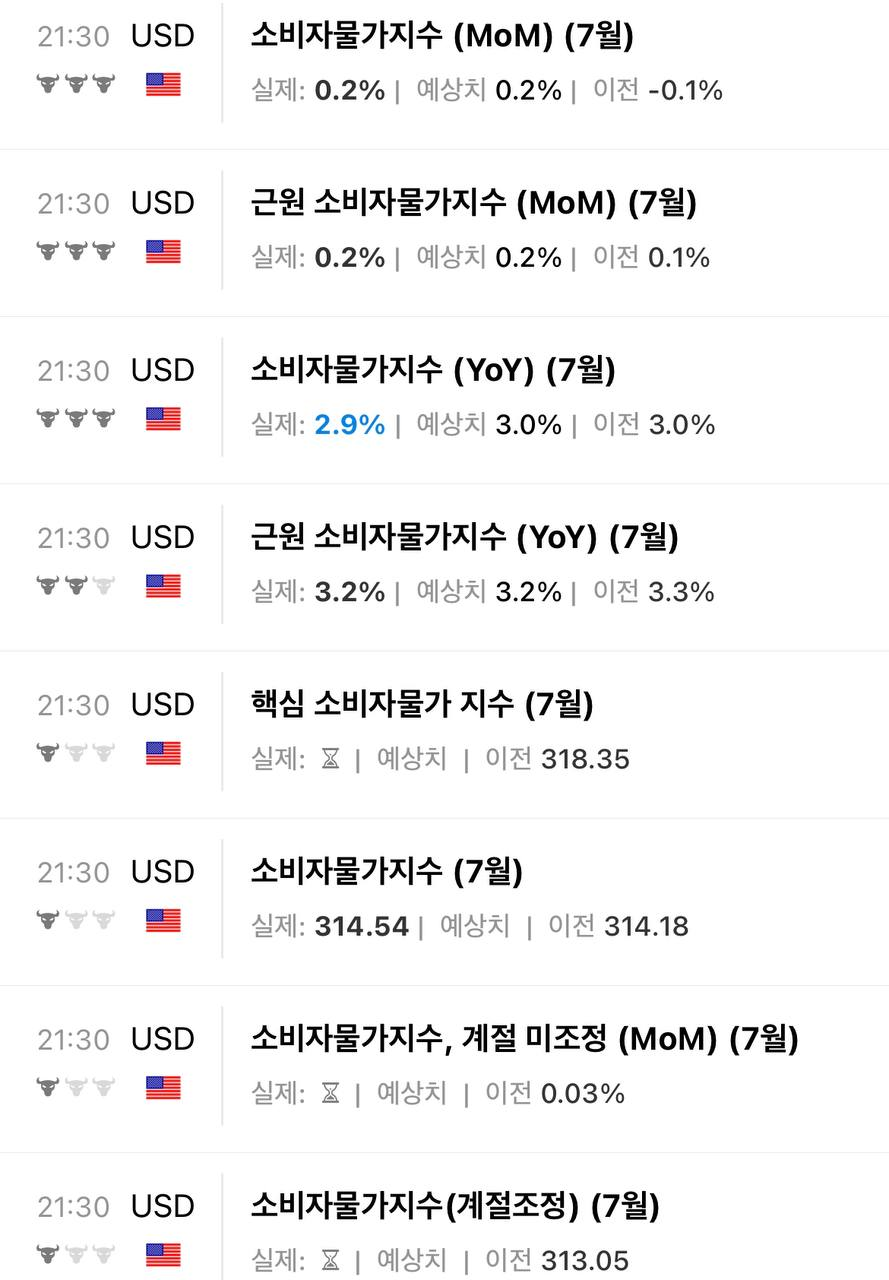 21:30 USD 소비자물가지수 (MoM) (7월)
실제: 0.2% | 예상치 0.2% | 이전 -0.1%
21:30 USD 근원 소비자물가지수 (MoM) (7월)
실제: 0.2% | 예상치 0.2% | 이전 0.1%
21:30 USD 소비자물가지수 (YoY) (7월)
실제: 2.9% | 예상치 3.0% | 이전 3.0%
21:30 USD 근원 소비자물가지수 (YoY) (7월)
실제: 3.2% | 예상치 3.2% | 이전 3.3%
21:30 USD 핵심 소비자물가 지수 (7월)
실제: | 예상치 | 이전 318.35
21:30 USD 소비자물가지수 (7월)
실제: 314.54 | 예상치 | 이전 314.18
21:30 USD 소비자물가지수, 계절 미조정 (MoM) (7월)
실제: | 예상치 | 이전 0.03%
21:30 USD 소비자물가지수(계절조정) (7월)
실제: | 예상치 | 이전 313.05